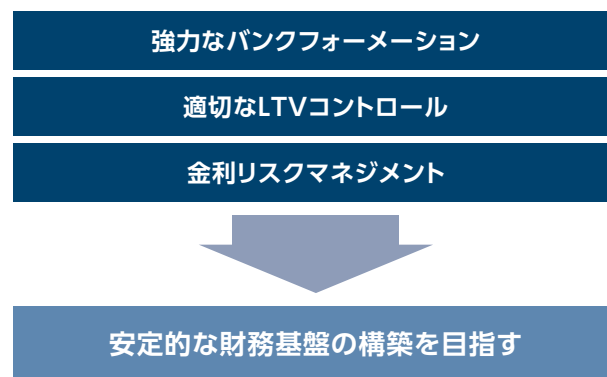 強力なバンクフォーメーション
適切なLTVコントロール
金利リスクマネジメント
安定的な財務基盤の構築を目指す